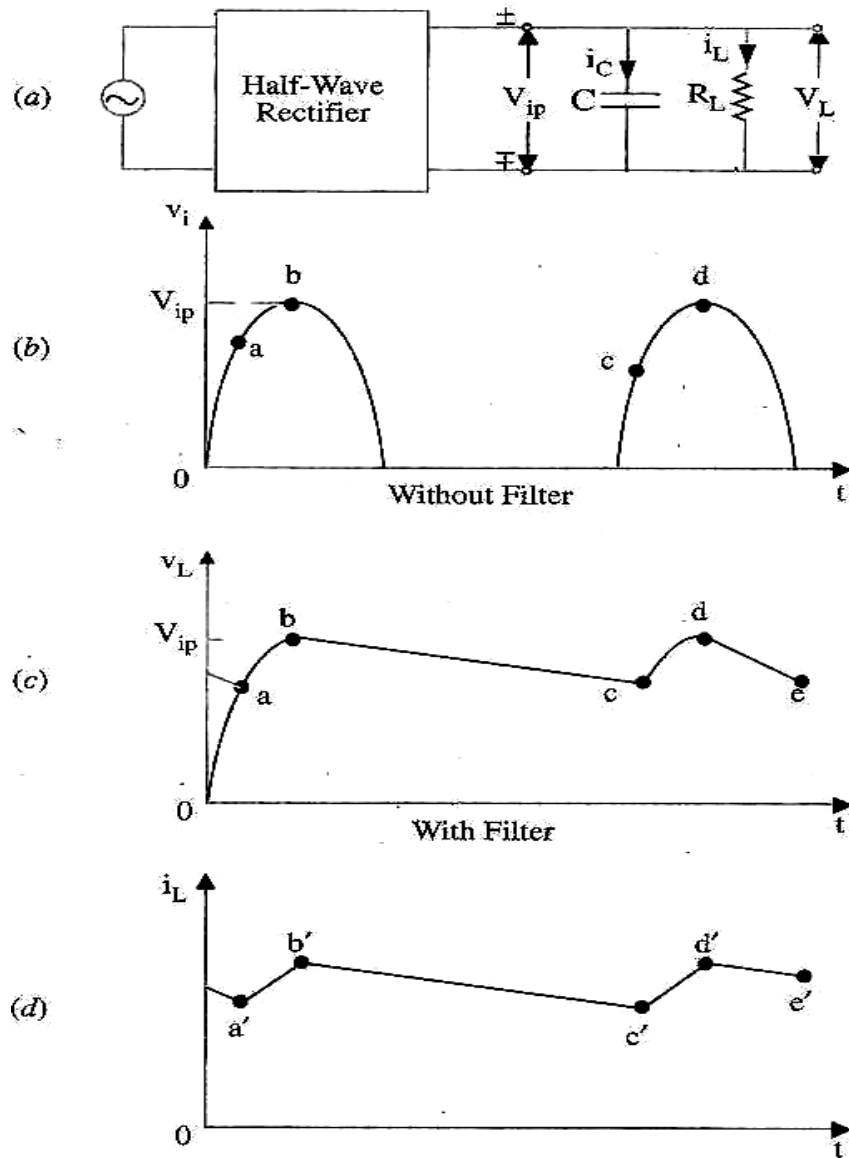 (a)
Half-Wave
Rectifier
±
∓
V_ip
i_C
C
i_L
R_L
V_L
(b)
v_i
V_ip
a
b
c
d
0
t
Without Filter
(c)
v_L
V_ip
a
b
c
d
e
0
t
With Filter
(d)
i_L
a′
b′
c′
d′
e′
0
t